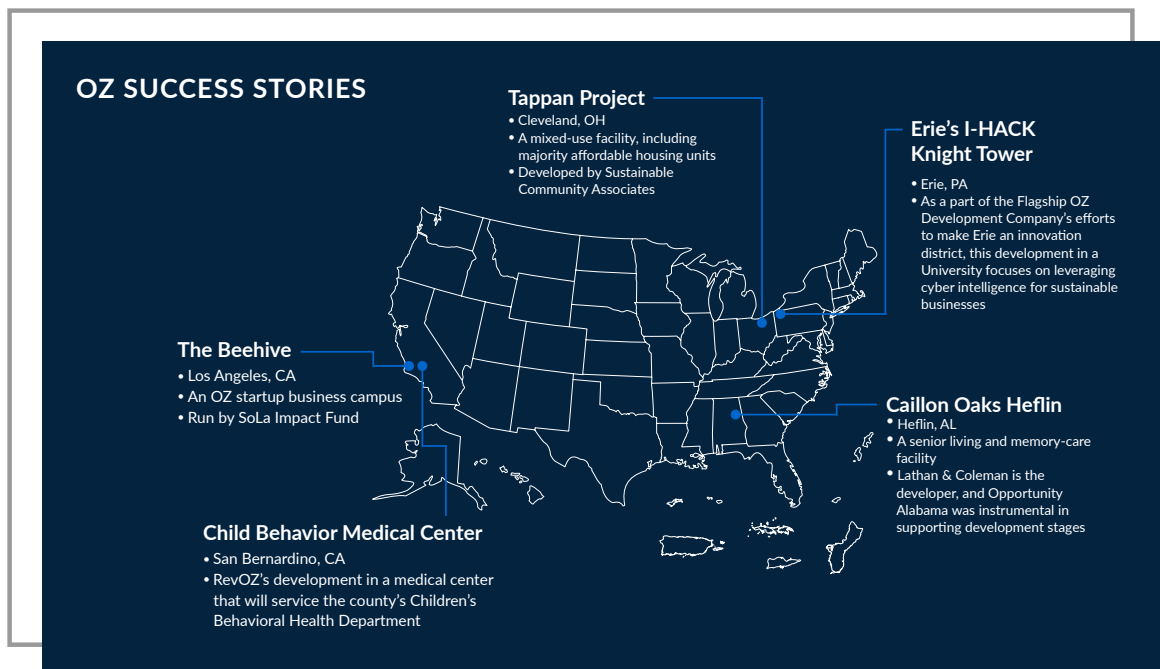 OZ SUCCESS STORIES
Tappan Project
• Cleveland, OH
• A mixed-use facility, including
majority affordable housing units
• Developed by Sustainable
Community Associates
Erie’s I-HACK
Knight Tower
• Erie, PA
• As a part of the Flagship OZ
Development Company’s efforts
to make Erie an innovation
district, this development in a
University focuses on leveraging
cyber intelligence for sustainable
businesses
The Beehive
• Los Angeles, CA
• An OZ startup business campus
• Run by SoLa Impact Fund
Caillon Oaks Heflin
• Heflin, AL
• A senior living and memory-care
facility
• Lathan & Coleman is the
developer, and Opportunity
Alabama was instrumental in
supporting development stages
Child Behavior Medical Center
• San Bernardino, CA
• RevOZ’s development in a medical center
that will service the county’s Children’s
Behavioral Health Department